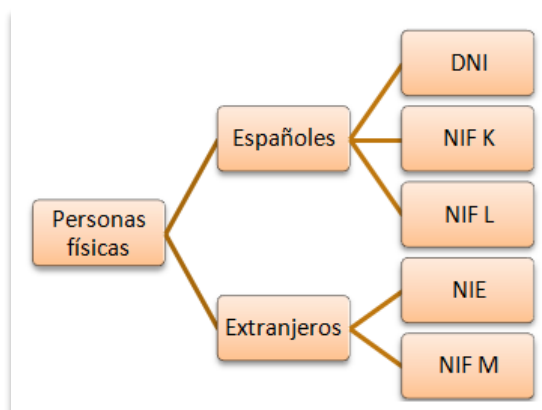 Personas
físicas
Españoles
DNI
NIF K
NIF L
Extranjeros
NIE
NIF M